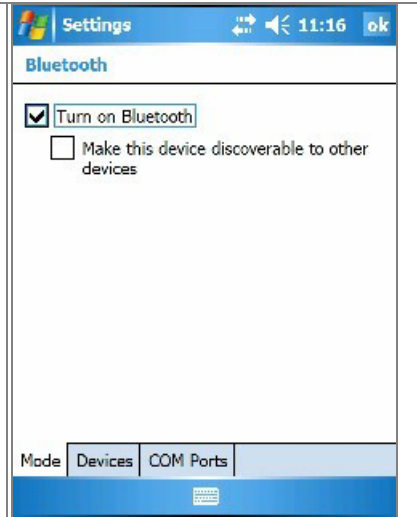 Settings 11:16 ok
Bluetooth
Turn on Bluetooth
Make this device discoverable to other
devices
Mode Devices COM Ports